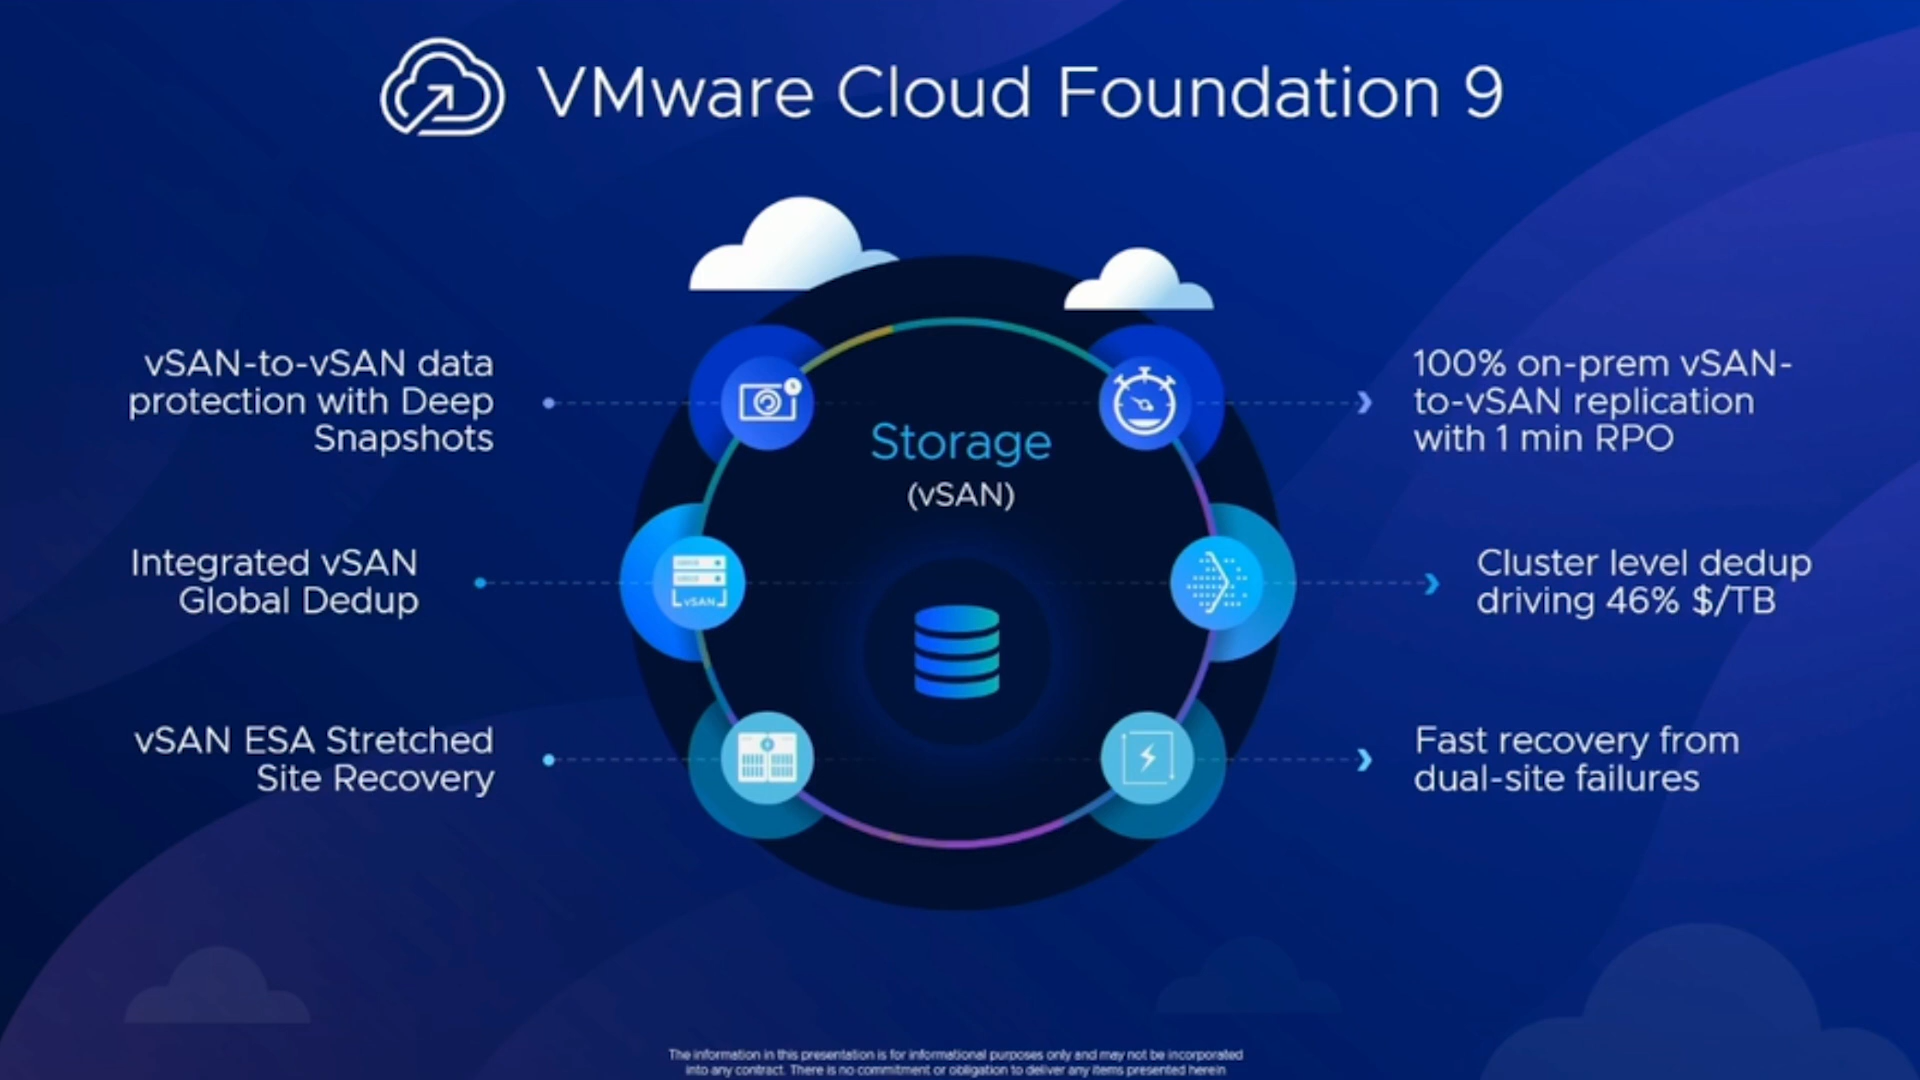 VMware Cloud Foundation 9
vSAN-to-vSAN data
protection with Deep
Snapshots
Storage
(vSAN)
100% on-prem vSAN-
to-vSAN replication
with 1 min RPO
Integrated vSAN
Global Dedup
vSAN
Cluster level dedup
driving 46% $/TB
vSAN ESA Stretched
Site Recovery
Fast recovery from
dual-site failures
The information in this presentation is for informational purposes only and may not be incorporated
into any contract. There is no commitment or obligation to deliver any items presented herein